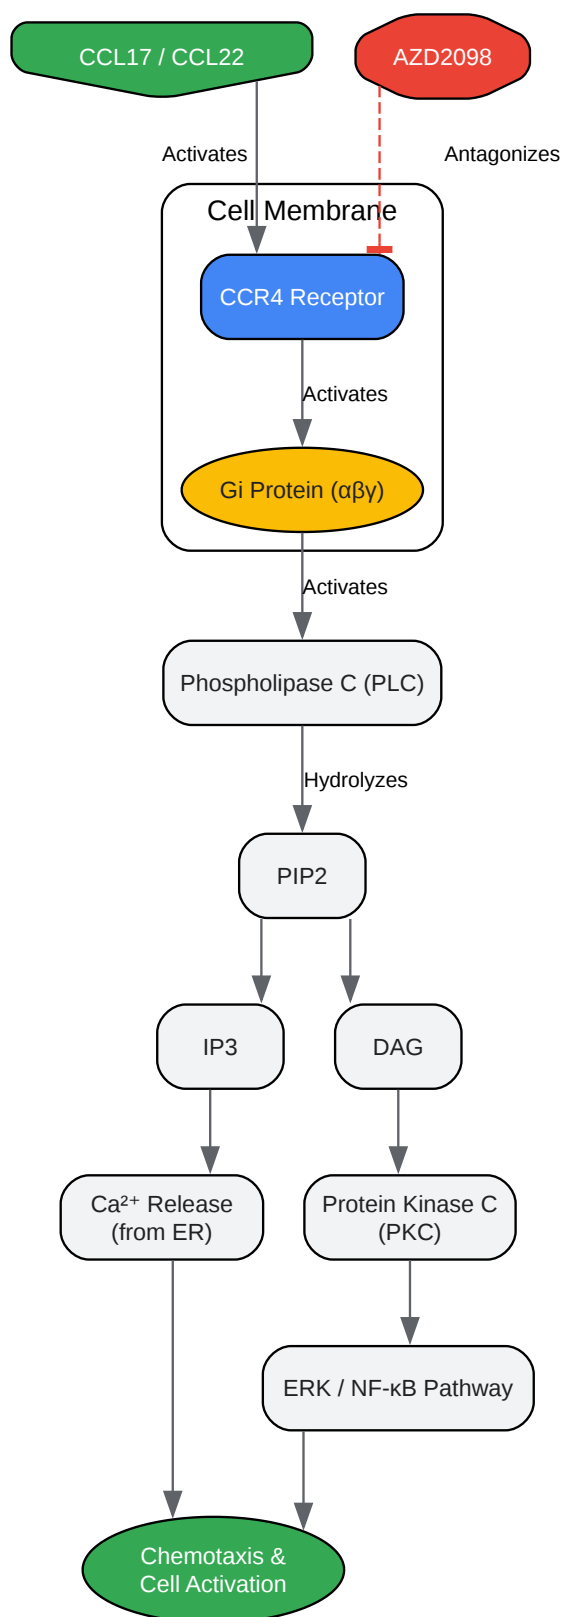 CCL17 / CCL22
AZD2098
Activates
Antagonizes
Cell Membrane
CCR4 Receptor
Activates
Gi Protein (αβγ)
Activates
Phospholipase C (PLC)
Hydrolyzes
PIP2
IP3
DAG
Ca²⁺ Release
(from ER)
Protein Kinase C
(PKC)
ERK / NF-κB Pathway
Chemotaxis &
Cell Activation